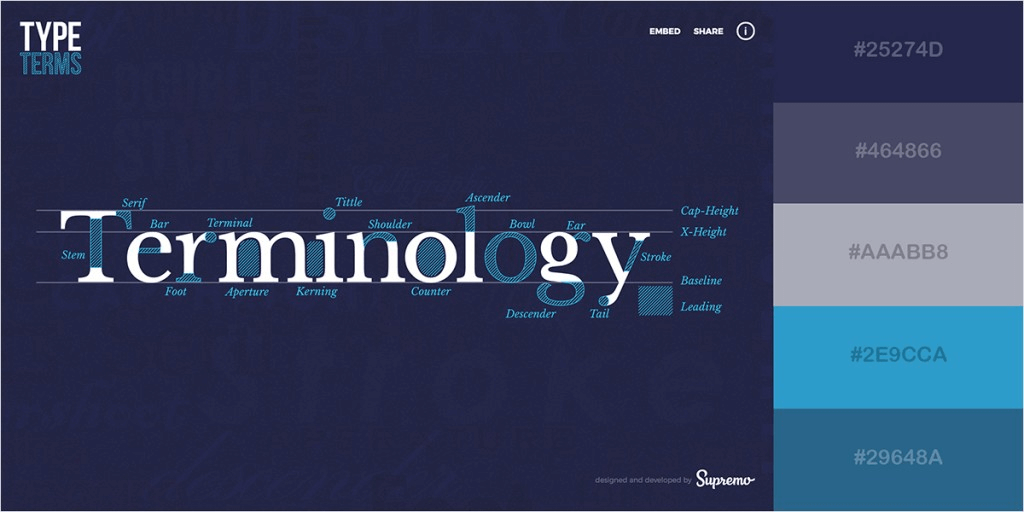 TYPE
TERMS
EMBED SHARE i
Serif
Tittle
Ascender
Cap-Height
Bar
Terminal
Shoulder
Bowl
Ear
X-Height
Stem
Terminology
Stroke
Foot
Aperture
Kerning
Counter
Baseline
Descender
Tail
Leading
designed and developed by Supremo
#25274D
#464866
#AAABB8
#2E9CCA
#29648A